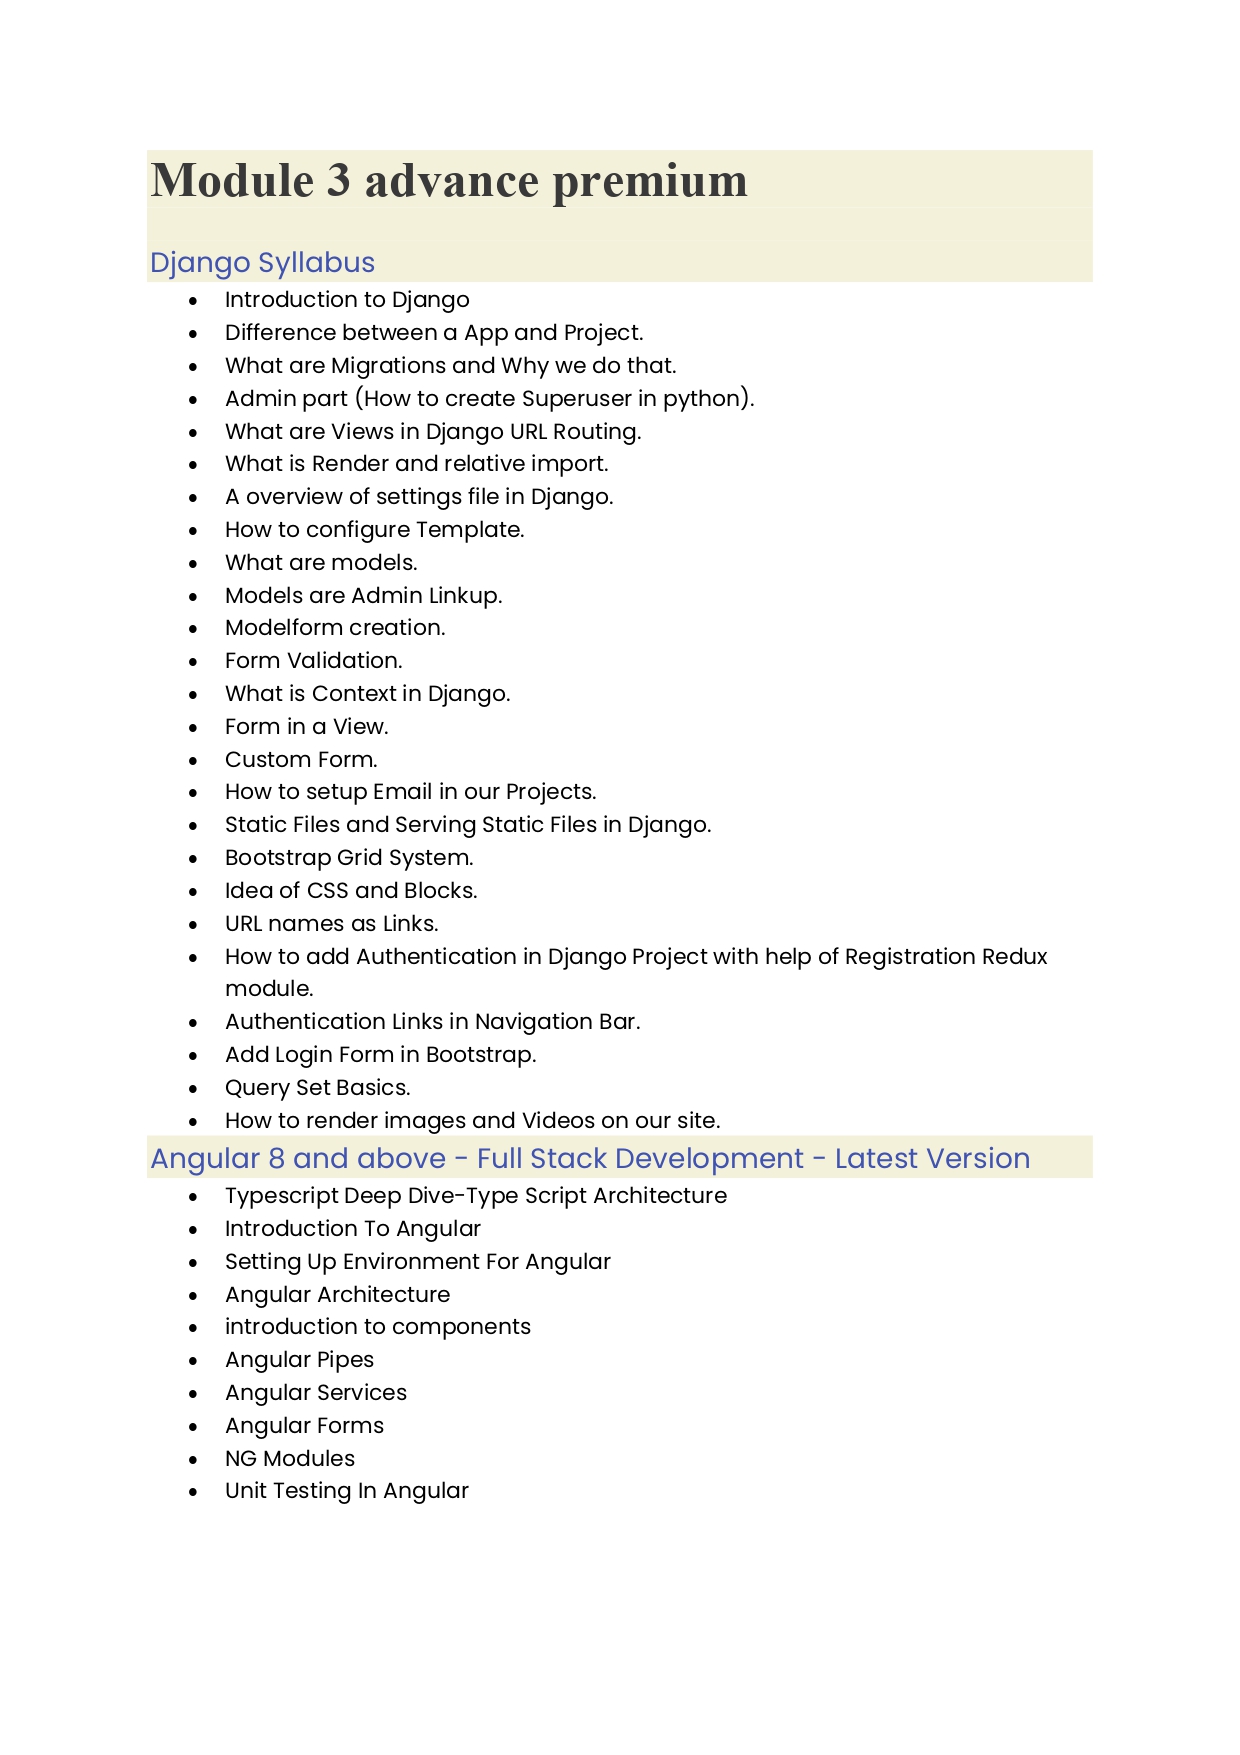 Module 3 advance premium
Django Syllabus
• Introduction to Django
• Difference between a App and Project.
• What are Migrations and Why we do that.
• Admin part (How to create Superuser in python).
• What are Views in Django URL Routing.
• What is Render and relative import.
• A overview of settings file in Django.
• How to configure Template.
• What are models.
• Models are Admin Linkup.
• Modelform creation.
• Form Validation.
• What is Context in Django.
• Form in a View.
• Custom Form.
• How to setup Email in our Projects.
• Static Files and Serving Static Files in Django.
• Bootstrap Grid System.
• Idea of CSS and Blocks.
• URL names as Links.
• How to add Authentication in Django Project with help of Registration Redux
module.
• Authentication Links in Navigation Bar.
• Add Login Form in Bootstrap.
• Query Set Basics.
• How to render images and Videos on our site.
Angular 8 and above - Full Stack Development - Latest Version
• Typescript Deep Dive-Type Script Architecture
• Introduction To Angular
• Setting Up Environment For Angular
• Angular Architecture
• introduction to components
• Angular Pipes
• Angular Services
• Angular Forms
• NG Modules
• Unit Testing In Angular